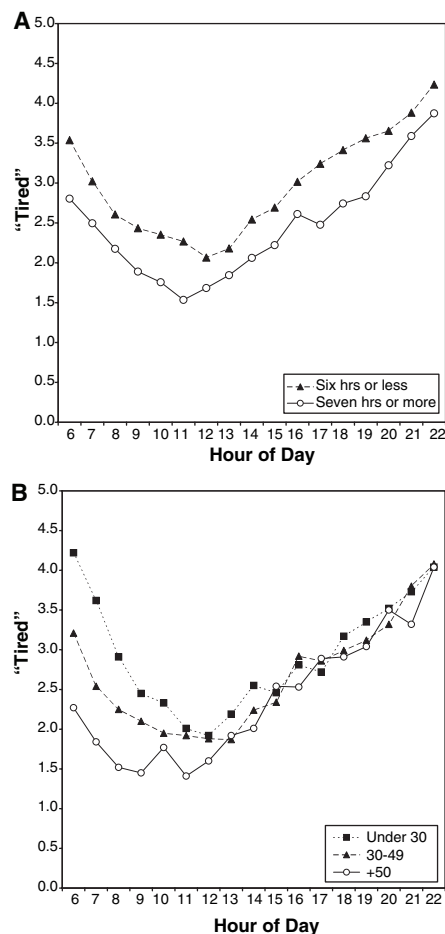 A
5.0
4.5
4.0
3.5
3.0
2.5
2.0
1.5
1.0
0.5
0.0
“Tired”
Six hrs or less
Seven hrs or more
6 7 8 9 10 11 12 13 14 15 16 17 18 19 20 21 22
Hour of Day
B
5.0
4.5
4.0
3.5
3.0
2.5
2.0
1.5
1.0
0.5
0.0
“Tired”
Under 30
30-49
+50
6 7 8 9 10 11 12 13 14 15 16 17 18 19 20 21 22
Hour of Day